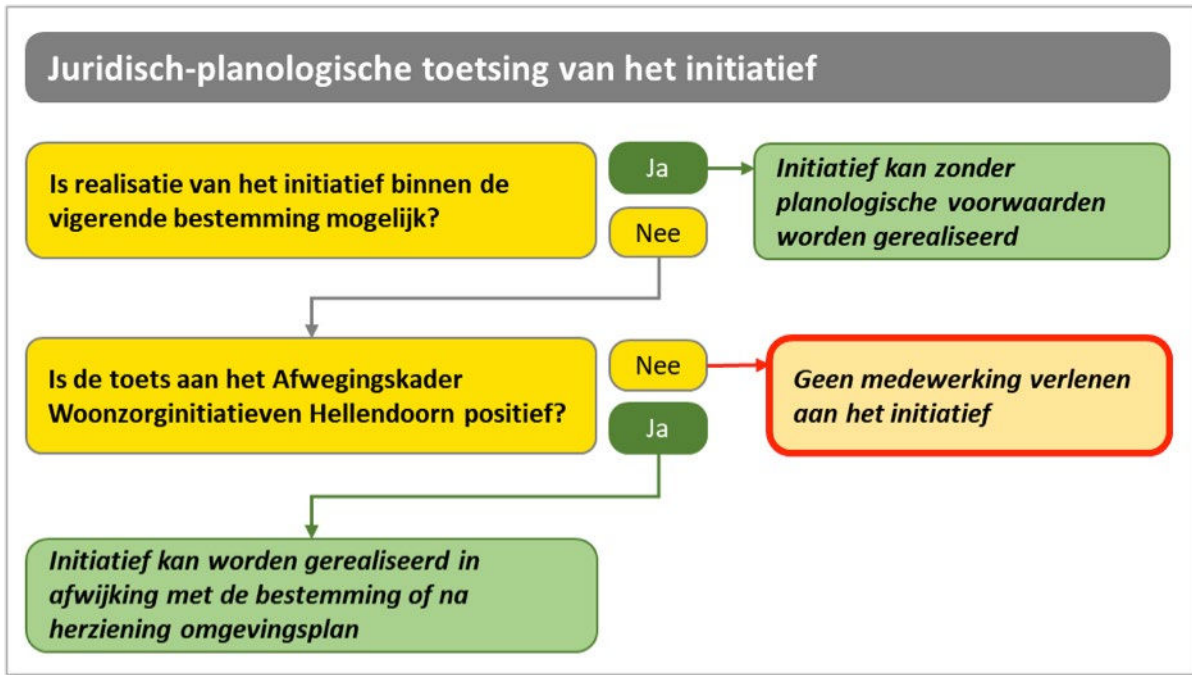 Juridisch-planologische toetsing van het initiatief
Is realisatie van het initiatief binnen de
vigerende bestemming mogelijk?
Ja
Nee
Initiatief kan zonder
planologische voorwaarden
worden gerealiseerd
Is de toets aan het Afwegingskader
Woonzorginitiatieven Hellendoorn positief?
Nee
Ja
Geen medewerking verlenen
aan het initiatief
Initiatief kan worden gerealiseerd in
afwijking met de bestemming of na
herziening omgevingsplan